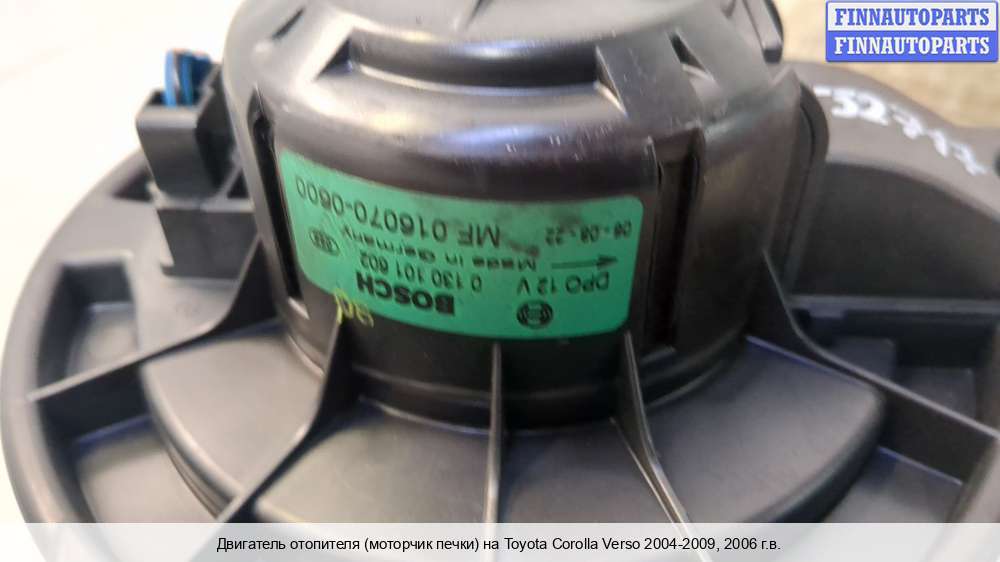 FINNAUTOPARTS
FINNAUTOPARTS
-32777
BOSCH
0 130 101 602
DPO 12 V
Made in Germany
MF 016070-0600
06-08-22
Двигатель отопителя (моторчик печки) на Toyota Corolla Verso 2004-2009, 2006 г.в.